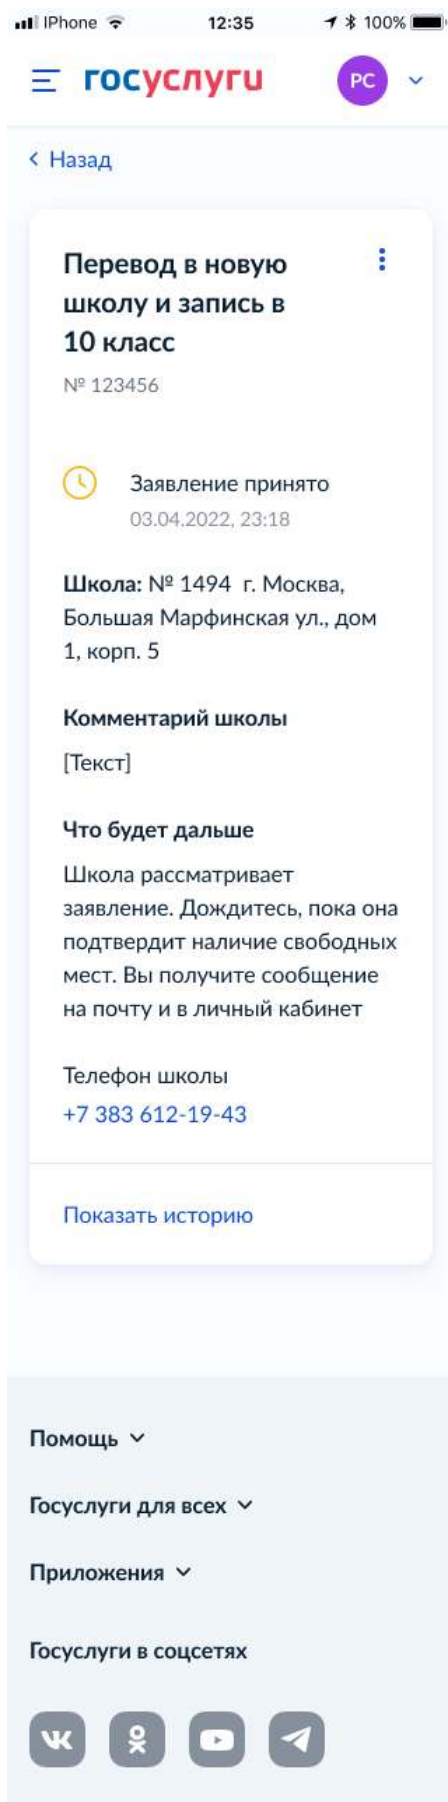 IPhone 12:35 100%
госуслуги РС
Назад
Перевод в новую
школу и запись в
10 класс
№ 123456
Заявление принято
03.04.2022, 23:18
Школа: № 1494 г. Москва,
Большая Марфинская ул., дом
1, корп. 5
Комментарий школы
[Текст]
Что будет дальше
Школа рассматривает
заявление. Дождитесь, пока она
подтвердит наличие свободных
мест. Вы получите сообщение
на почту и в личный кабинет
Телефон школы
+7 383 612-19-43
Показать историю
Помощь
Госуслуги для всех
Приложения
Госуслуги в соцсетях